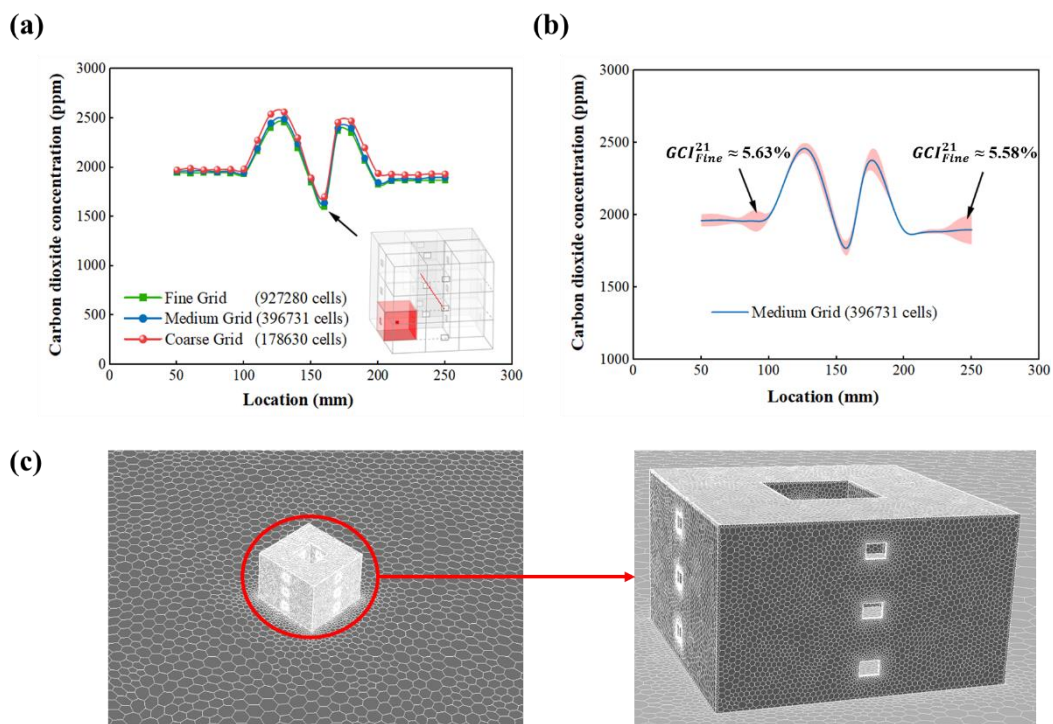 (a)
Carbon dioxide concentration (ppm)
3000
2500
2000
1500
1000
500
0
Fine Grid (927280 cells)
Medium Grid (396731 cells)
Coarse Grid (178630 cells)
0 50 100 150 200 250 300
Location (mm)
(b)
Carbon dioxide concentration (ppm)
3000
2500
2000
1500
1000
GCI²¹Fine ≈ 5.63%
GCI²¹Fine ≈ 5.58%
Medium Grid (396731 cells)
0 50 100 150 200 250 300
Location (mm)
(c)